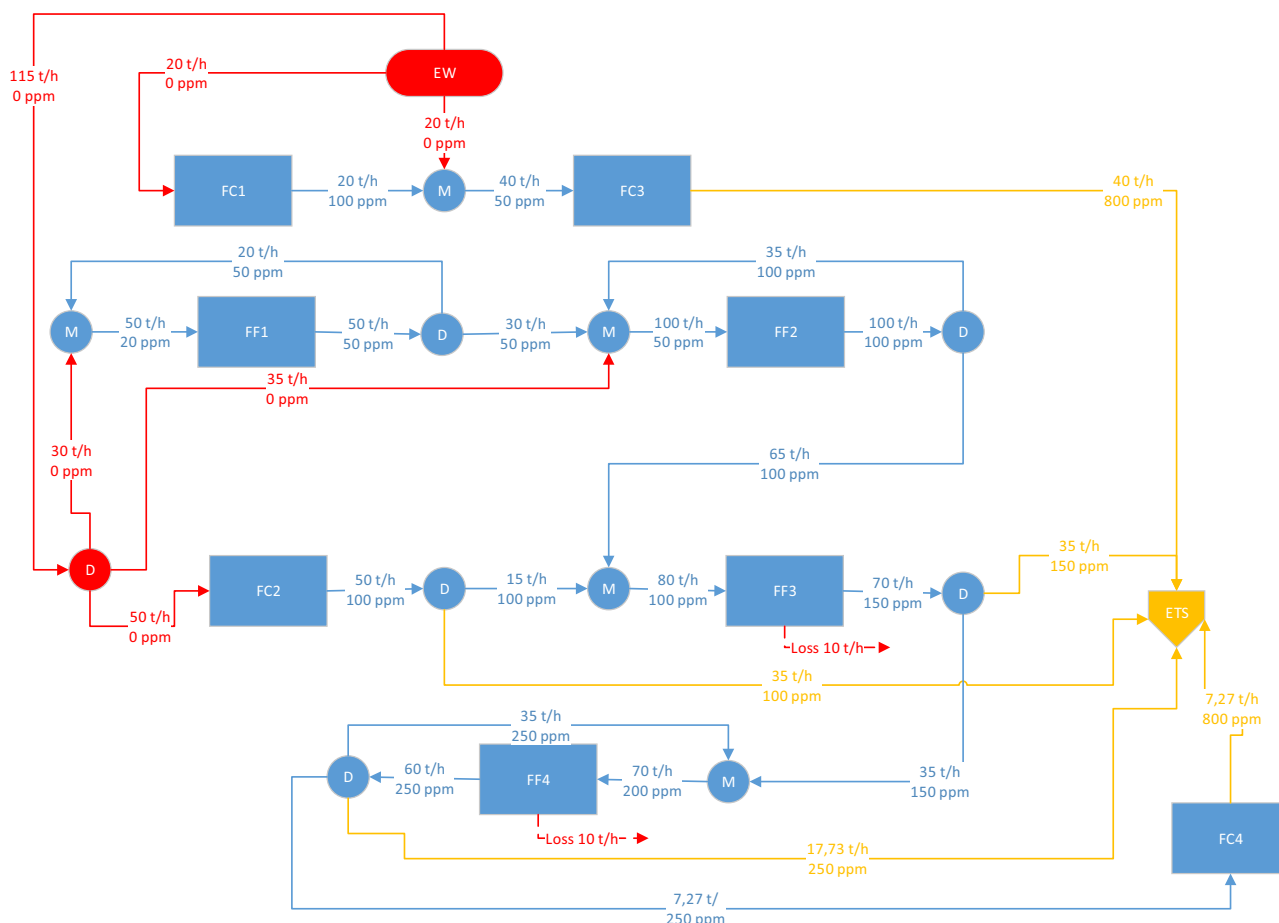 115 t/h
0 ppm
20 t/h
0 ppm
EW
20 t/h
0 ppm
FC1
20 t/h
100 ppm
M
40 t/h
50 ppm
FC3
40 t/h
800 ppm
20 t/h
50 ppm
35 t/h
100 ppm
M
50 t/h
20 ppm
FF1
50 t/h
50 ppm
D
30 t/h
50 ppm
M
100 t/h
50 ppm
FF2
100 t/h
100 ppm
D
35 t/h
0 ppm
30 t/h
0 ppm
65 t/h
100 ppm
D
50 t/h
0 ppm
FC2
50 t/h
100 ppm
D
15 t/h
100 ppm
M
80 t/h
100 ppm
FF3
70 t/h
150 ppm
D
35 t/h
150 ppm
ETS
Loss 10 t/h
35 t/h
100 ppm
7,27 t/h
800 ppm
35 t/h
250 ppm
D
60 t/h
250 ppm
FF4
70 t/h
200 ppm
M
35 t/h
150 ppm
Loss 10 t/h
17,73 t/h
250 ppm
FC4
7,27 t/
250 ppm